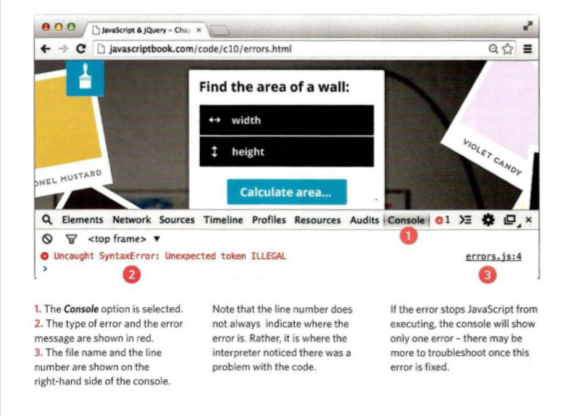 JavaScript & jQuery – Chap ×
javascriptbook.com/code/c10/errors.html
Find the area of a wall:
width
height
Calculate area...
ONEL MUSTARD
VIOLET CANDY
Elements Network Sources Timeline Profiles Resources Audits Console 1
1
<top frame> ▼
Uncaught SyntaxError: Unexpected token ILLEGAL errors.js:4
2 3
1. The Console option is selected.
2. The type of error and the error
message are shown in red.
3. The file name and the line
number are shown on the
right-hand side of the console.
Note that the line number does
not always indicate where the
error is. Rather, it is where the
interpreter noticed there was a
problem with the code.
If the error stops JavaScript from
executing, the console will show
only one error – there may be
more to troubleshoot once this
error is fixed.